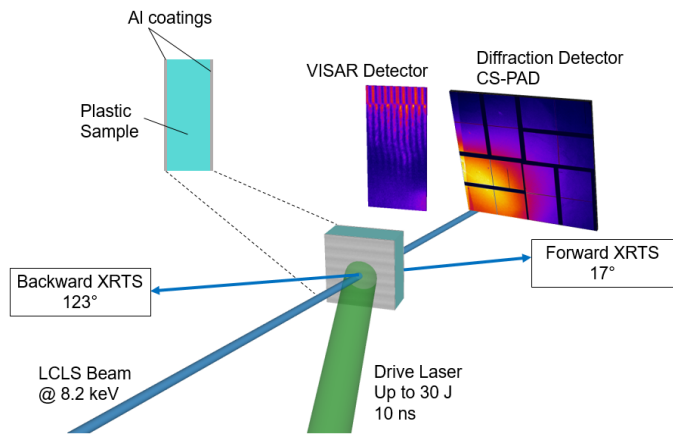 Al coatings
Plastic
Sample
VISAR Detector
Diffraction Detector
CS-PAD
Backward XRTS
123°
Forward XRTS
17°
LCLS Beam
@ 8.2 keV
Drive Laser
Up to 30 J
10 ns